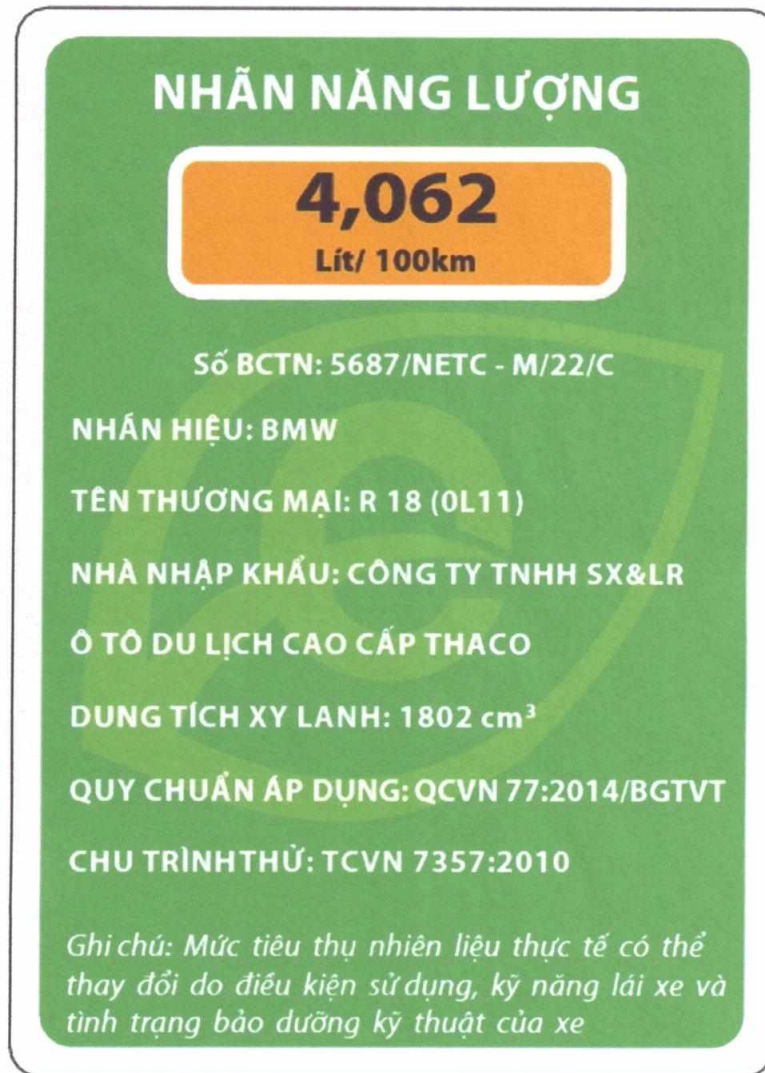 NHÃN NĂNG LƯỢNG
4,062
Lít/ 100km
Số BCTN: 5687/NETC - M/22/C
NHÁN HIỆU: BMW
TÊN THƯƠNG MẠI: R 18 (0L11)
NHÀ NHẬP KHẨU: CÔNG TY TNHH SX&LR
Ô TÔ DU LỊCH CAO CẤP THACO
DUNG TÍCH XY LANH: 1802 cm³
QUY CHUẨN ÁP DỤNG: QCVN 77:2014/BGTVT
CHU TRÌNH THỬ: TCVN 7357:2010
Ghi chú: Mức tiêu thụ nhiên liệu thực tế có thể
thay đổi do điều kiện sử dụng, kỹ năng lái xe và
tình trạng bảo dưỡng kỹ thuật của xe